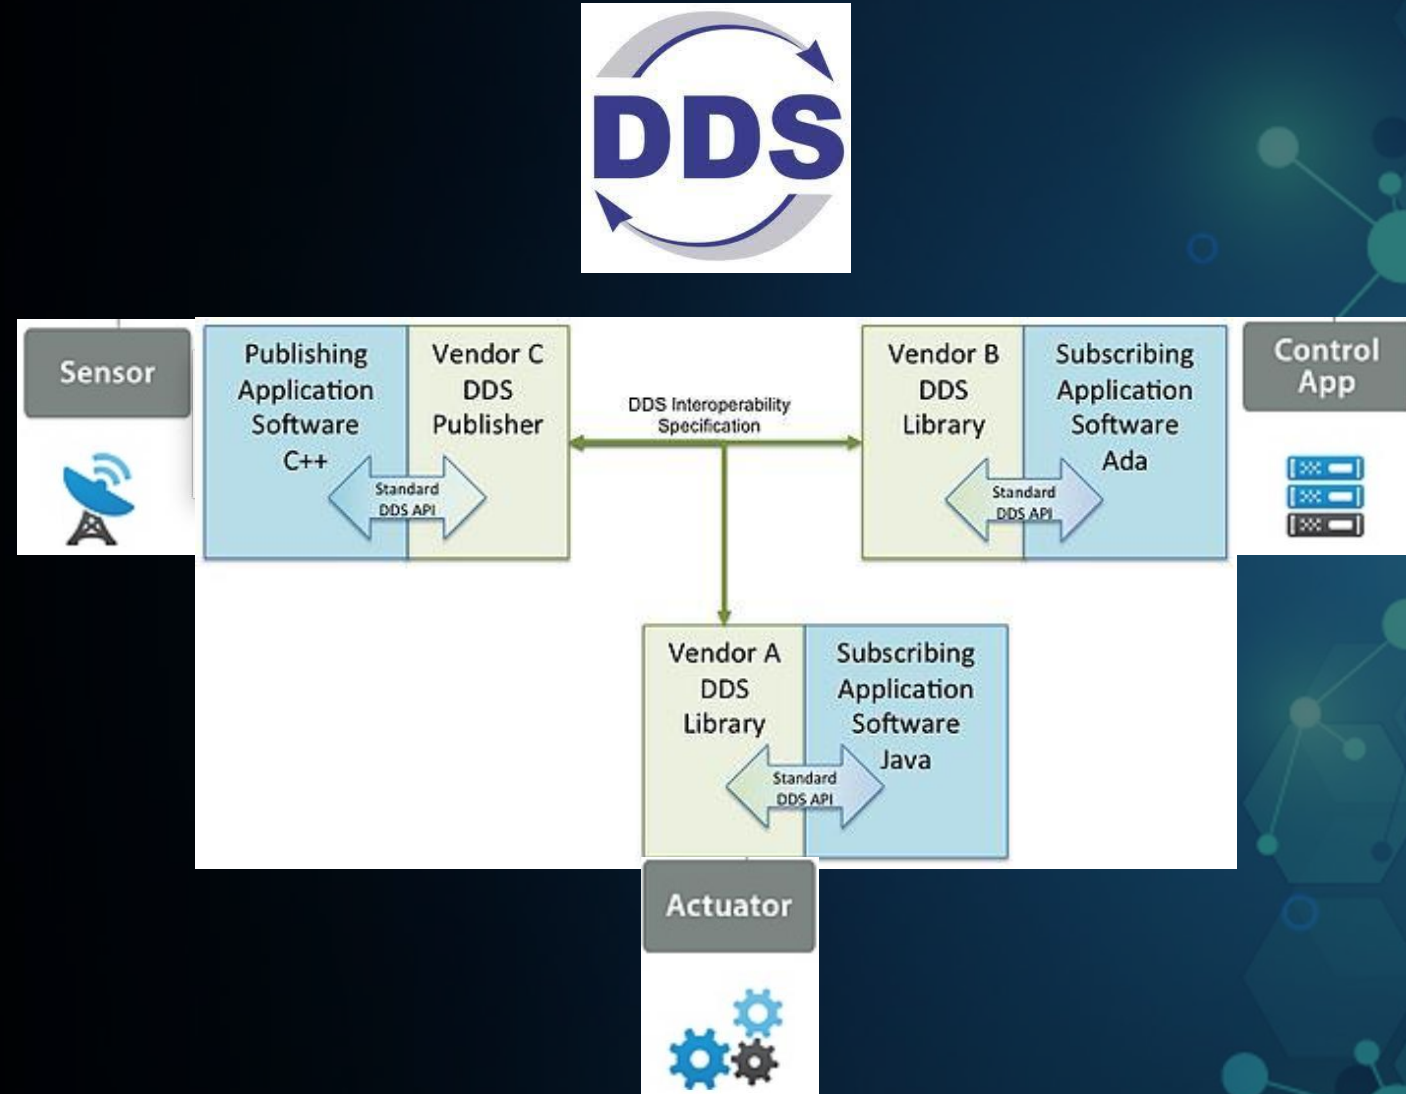 DDS
Sensor
Publishing
Application
Software
C++
Vendor C
DDS
Publisher
Standard
DDS API
DDS Interoperability
Specification
Vendor B
DDS
Library
Subscribing
Application
Software
Ada
Standard
DDS API
Control
App
Vendor A
DDS
Library
Subscribing
Application
Software
Java
Standard
DDS API
Actuator